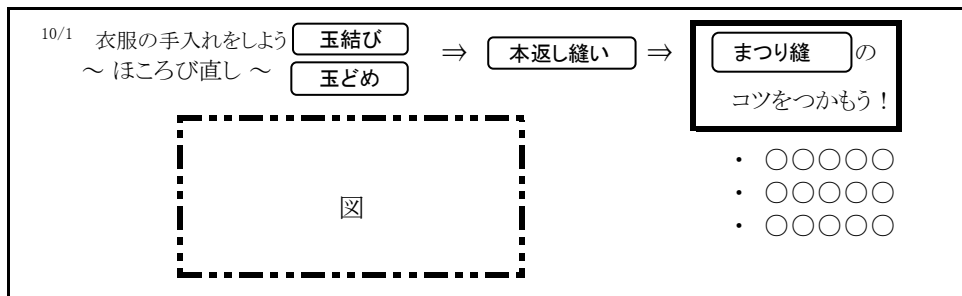 10/1 衣服の手入れをしよう
～ ほころび直し ～
玉結び
玉どめ
⇒ 本返し縫い ⇒
まつり縫 の
コツをつかもう！
図
・ ○○○○○
・ ○○○○○
・ ○○○○○